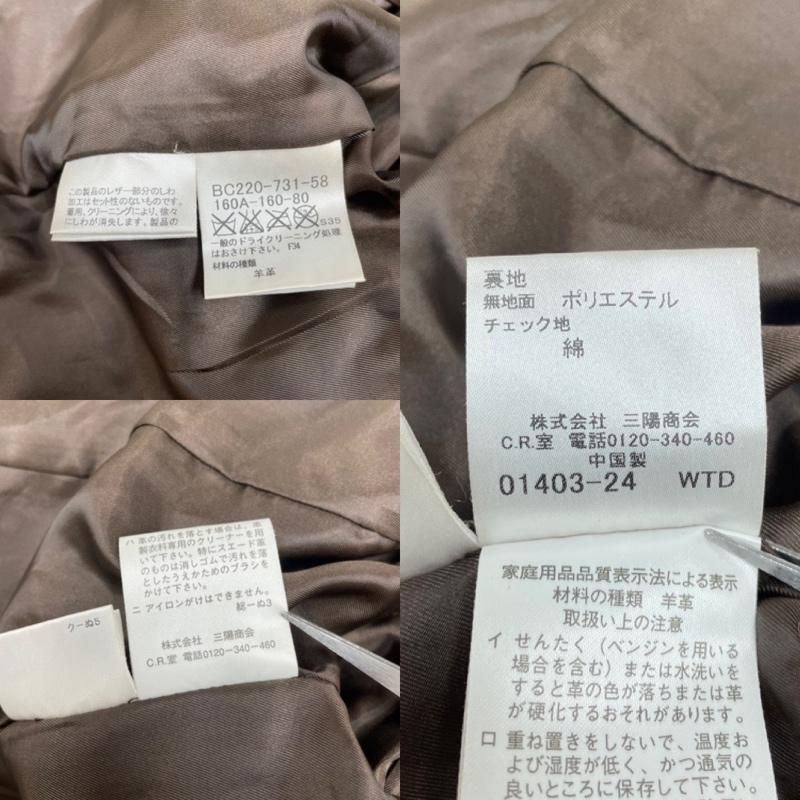 この製品のレザー部分のしわ
加工はセット性のないものです。
着用、クリーニングにより、徐々
にしわが消失します。製品の
BC220-731-58
160A-160-80
S35
一般のドライクリーニング処理
はおさけ下さい。 F34
材料の種類
羊革
裏地
無地面 ポリエステル
チェック地
綿
株式会社 三陽商会
C.R.室 電話0120-340-460
中国製
01403-24 WTD
家庭用品品質表示法による表示
材料の種類 羊革
取扱い上の注意
イ せんたく(ベンジンを用いる
場合を含む)または水洗いを
すると革の色が落ちまたは革
が硬化するおそれがあります。
ロ 重ね置きをしないで、温度お
よび湿度が低く、かつ通気の
良いところに保存して下さい。
ハ 革の汚れを落とす場合は、革
製衣料専用のクリーナーを用
いて下さい。特にスエード革
のものは消しゴムで汚れを落
としたうえかためのブラシを
かけて下さい。
ニ アイロンがけはできません。
総一ぬ3
株式会社 三陽商会
C.R.室 電話0120-340-460
クーぬ5